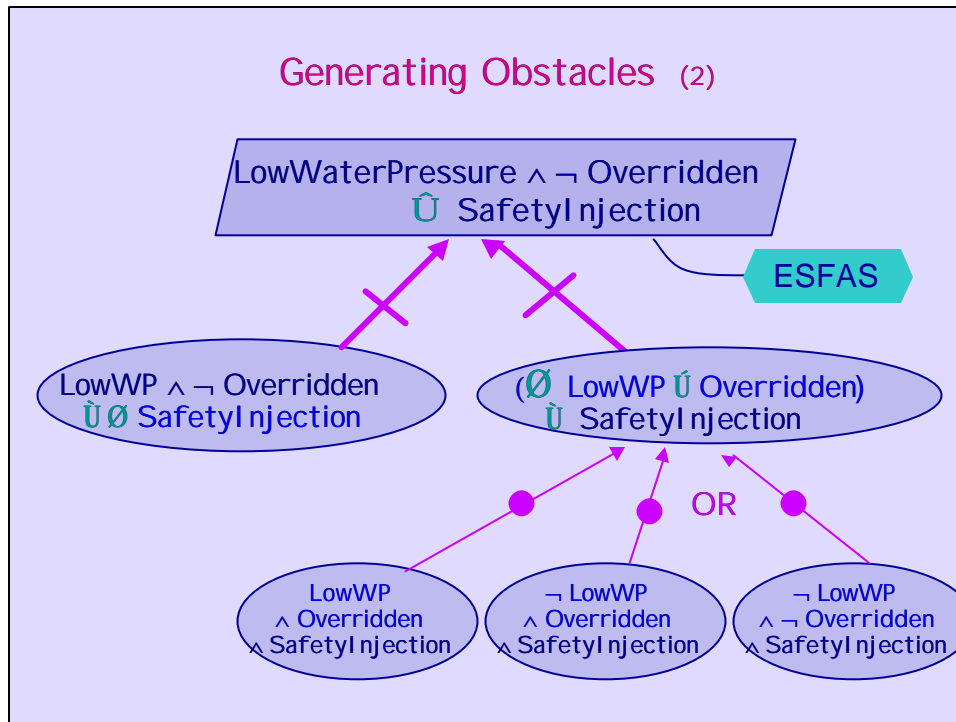 Generating Obstacles (2)
LowWaterPressure ∧ ¬ Overridden
Û SafetyInjection
ESFAS
LowWP ∧ ¬ Overridden
Ù Ø SafetyInjection
(Ø LowWP Ú Overridden)
Ù SafetyInjection
OR
LowWP
∧ Overridden
∧ SafetyInjection
¬ LowWP
∧ Overridden
∧ SafetyInjection
¬ LowWP
∧ ¬ Overridden
∧ SafetyInjection